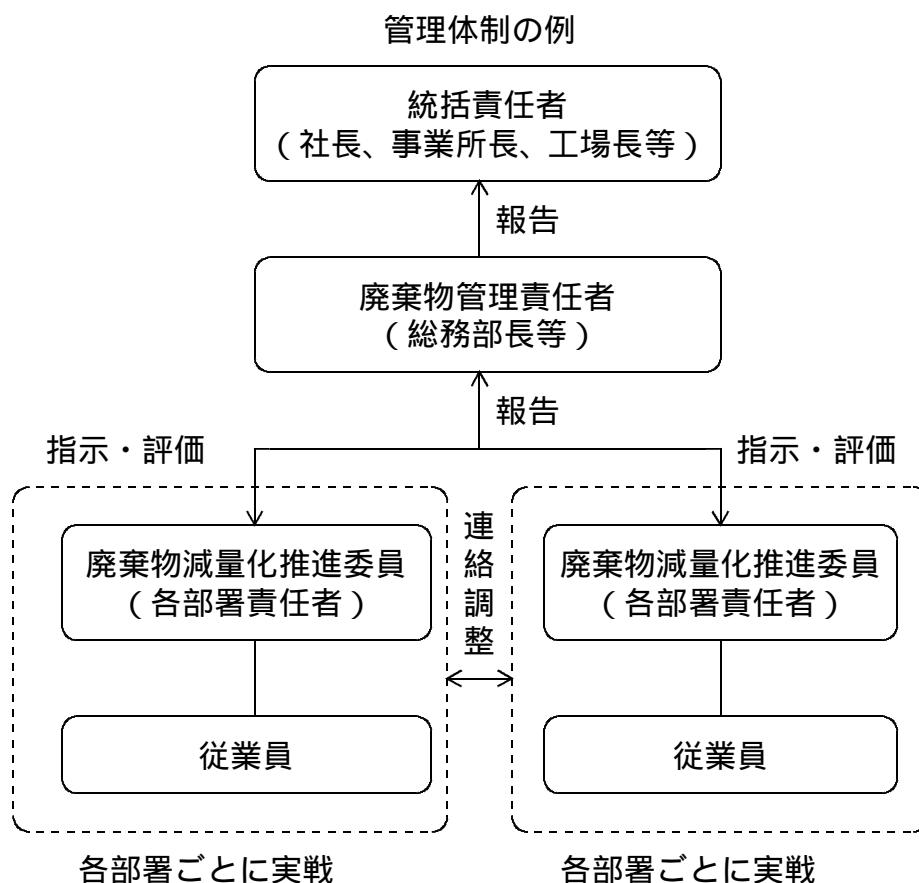 管理体制の例
統括責任者
（社長、事業所長、工場長等）
報告
廃棄物管理責任者
（総務部長等）
報告
指示・評価
指示・評価
廃棄物減量化推進委員
（各部署責任者）
連絡調整
廃棄物減量化推進委員
（各部署責任者）
従業員
従業員
各部署ごとに実戦
各部署ごとに実戦